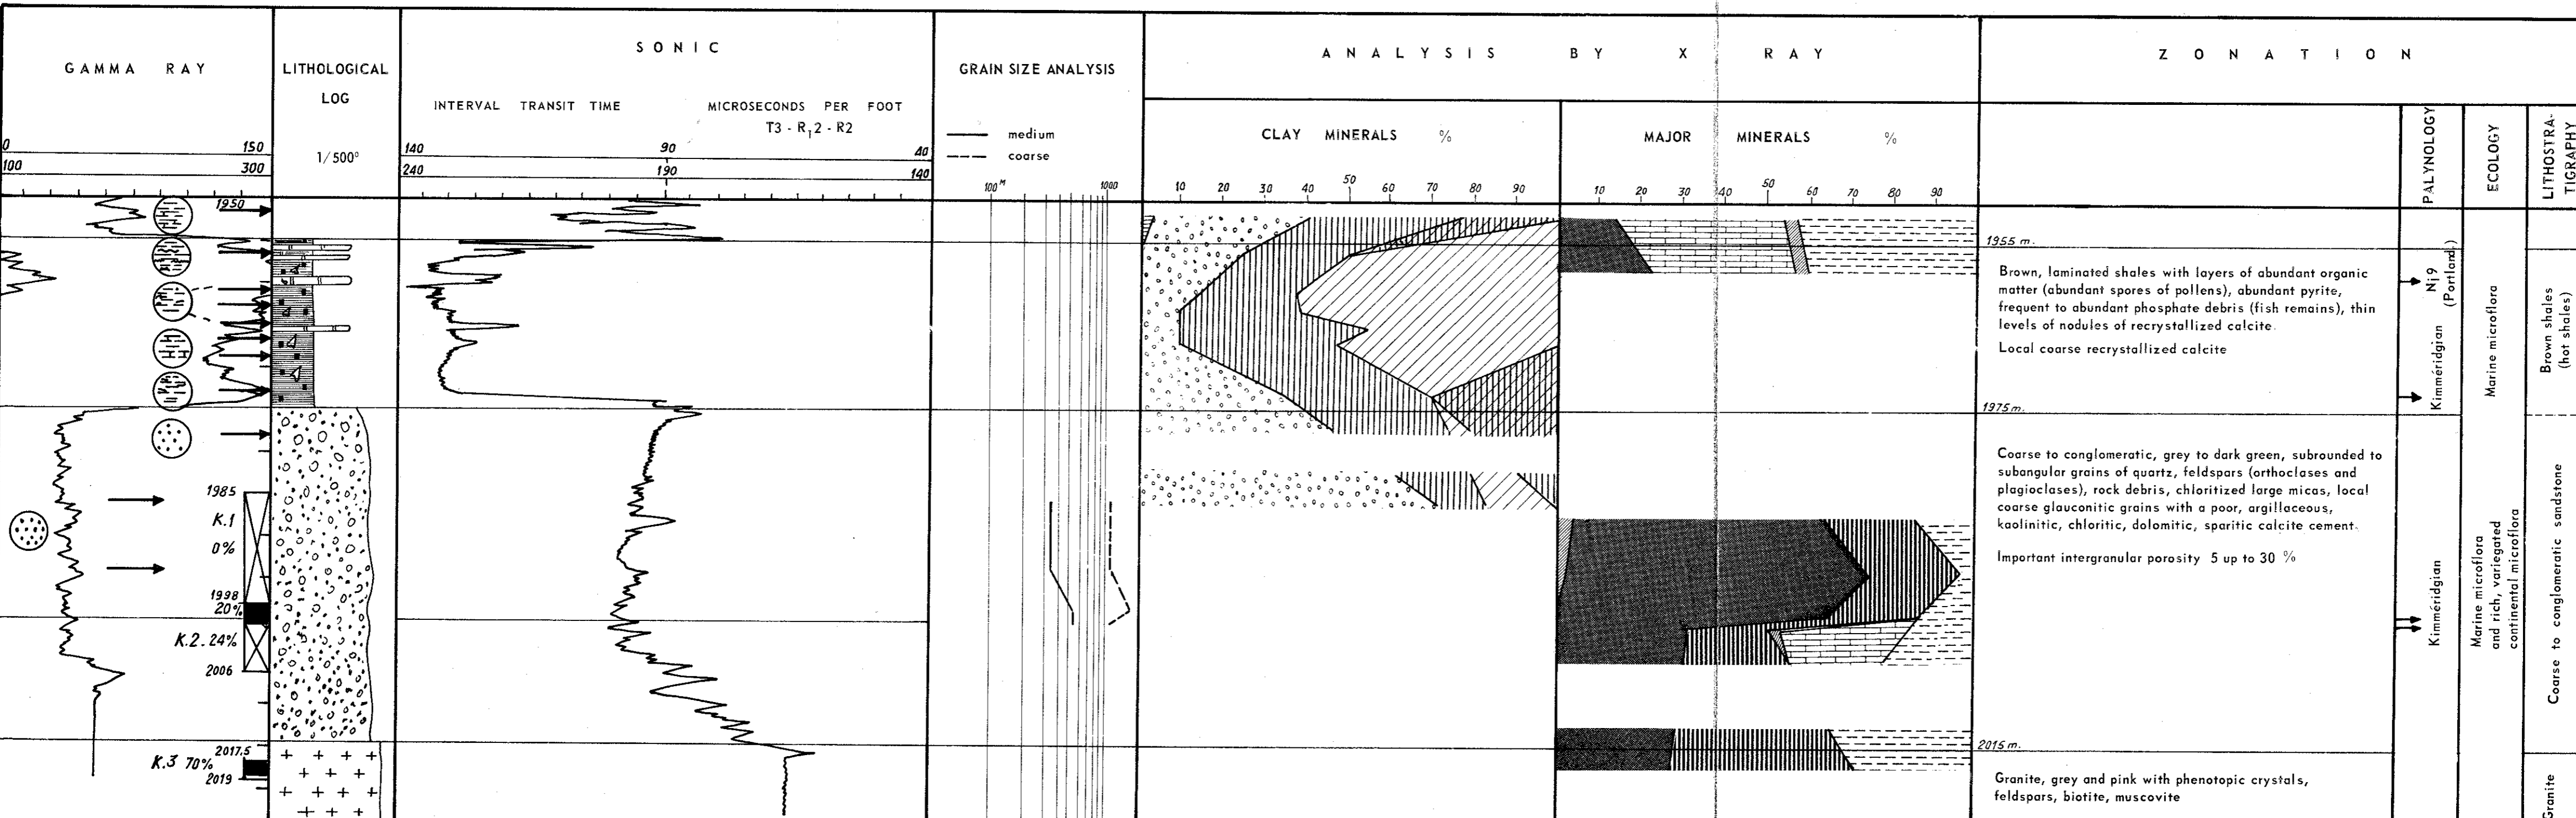 GAMMA RAY
0 150
100 300
1950
1985
K.1
0%
1998
20%
K.2_24%
2006
2017.5
K.3 70%
2019
LITHOLOGICAL
LOG
1/500°
SONIC
INTERVAL TRANSIT TIME MICROSECONDS PER FOOT
T3 - R12 - R2
140 90 40
240 190 140
GRAIN SIZE ANALYSIS
medium
coarse
100 M 1000
ANALYSIS BY X RAY
CLAY MINERALS %
10 20 30 40 50 60 70 80 90
MAJOR MINERALS %
10 20 30 40 50 60 70 80 90
ZONATION
1955 m.
Brown, laminated shales with layers of abundant organic
matter (abundant spores of pollens), abundant pyrite,
frequent to abundant phosphate debris (fish remains), thin
levels of nodules of recrystallized calcite.
Local coarse recrystallized calcite
1975 m.
Coarse to conglomeratic, grey to dark green, subrounded to
subangular grains of quartz, feldspars (orthoclases and
plagioclases), rock debris, chloritized large micas, local
coarse glauconitic grains with a poor, argillaceous,
kaolinitic, chloritic, dolomitic, sparitic calcite cement.
Important intergranular porosity 5 up to 30 %
2015 m.
Granite, grey and pink with phenotopic crystals,
feldspars, biotite, muscovite
PALYNOLOGY
Ni9
(Portland.)
Kimméridgian
Kimméridgian
ECOLOGY
Marine microflora
Marine microflora
and rich, variegated
continental microflora
LITHOSTRA-
TIGRAPHY
Brown shales
(hot shales)
Coarse to conglomeratic sandstone
Granite